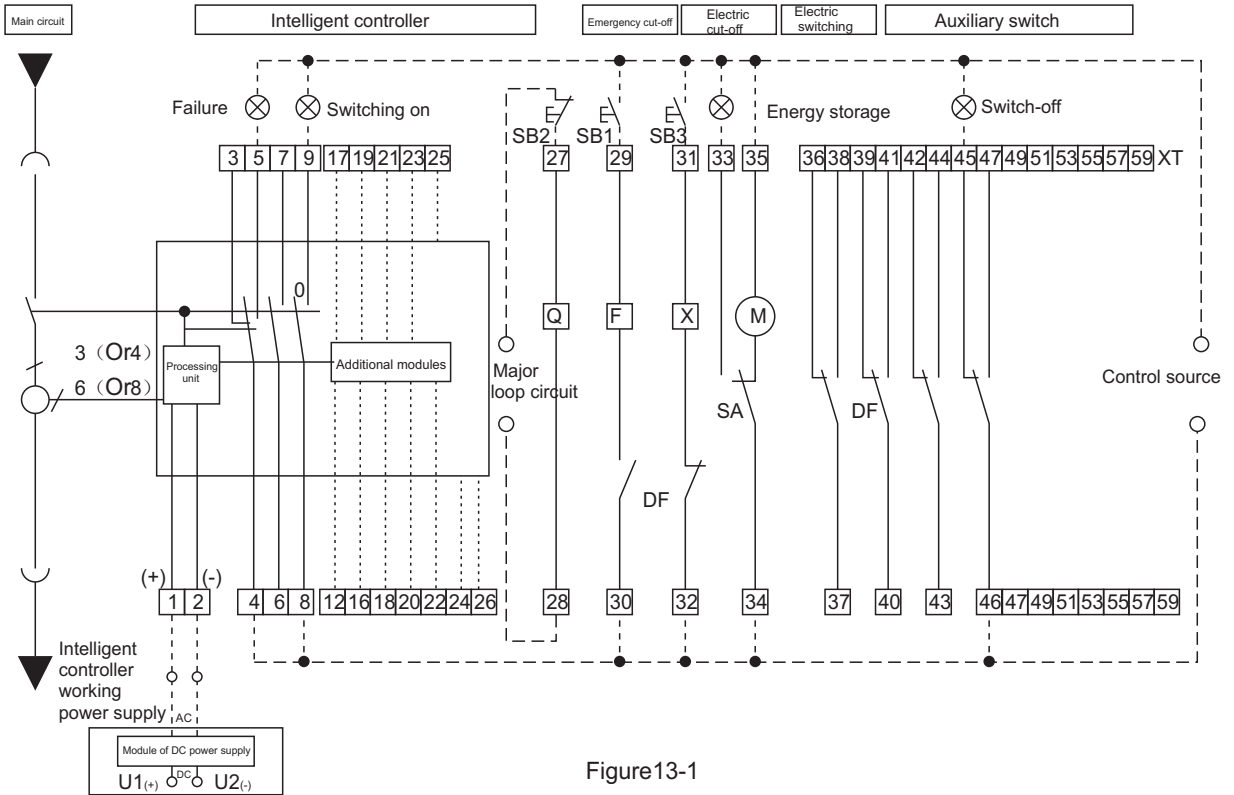 Main circuit
Intelligent controller
Emergency cut-off
Electric
cut-off
Electric
switching
Auxiliary switch
Failure
Switching on
SB2
SB1
SB3
Energy storage
Switch-off
3 5 7 9 17 19 21 23 25 27 29 31 33 35 36 38 39 41 42 44 45 47 49 51 53 55 57 59 XT
0
Q F X M
3 (Or4)
6 (Or8)
Processing
unit
Additional modules
Major
loop circuit
SA
DF
Control source
DF
(+) (-)
1 2 4 6 8 12 16 18 20 22 24 26 28 30 32 34 37 40 43 46 47 49 51 53 55 57 59
Intelligent
controller
working
power supply
AC
Module of DC power supply
DC
U1(+) U2(-)
Figure13-1